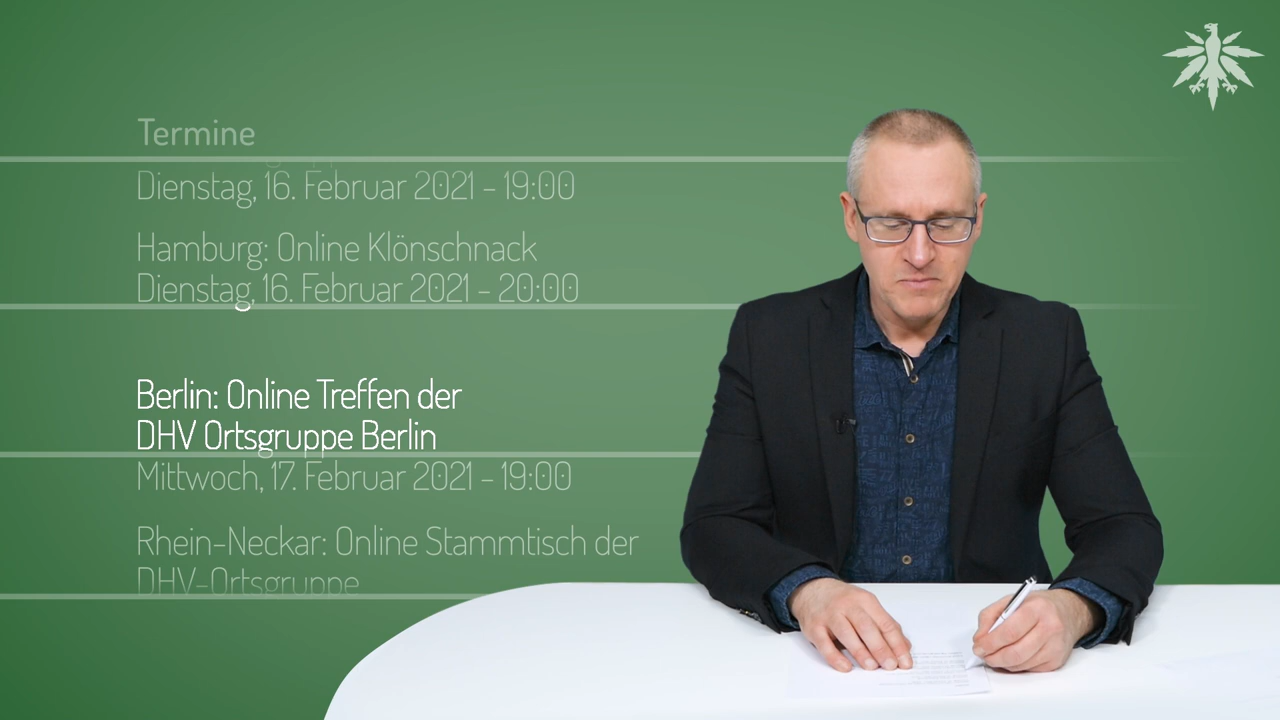 Termine
Dienstag, 16. Februar 2021 - 19:00
Hamburg: Online Klönschnack
Dienstag, 16. Februar 2021 - 20:00
Berlin: Online Treffen der
DHV Ortsgruppe Berlin
Mittwoch, 17. Februar 2021 - 19:00
Rhein-Neckar: Online Stammtisch der
DHV-Ortsgruppe